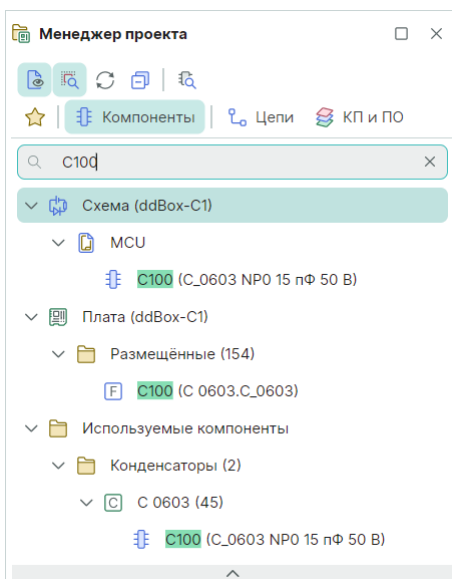 Менеджер проекта
Компоненты
Цепи
КП и ПО
C100
Схема (ddBox-C1)
MCU
C100 (C_0603 NP0 15 пФ 50 В)
Плата (ddBox-C1)
Размещённые (154)
F C100 (C 0603.C_0603)
Используемые компоненты
Конденсаторы (2)
C C 0603 (45)
C100 (C_0603 NP0 15 пФ 50 В)